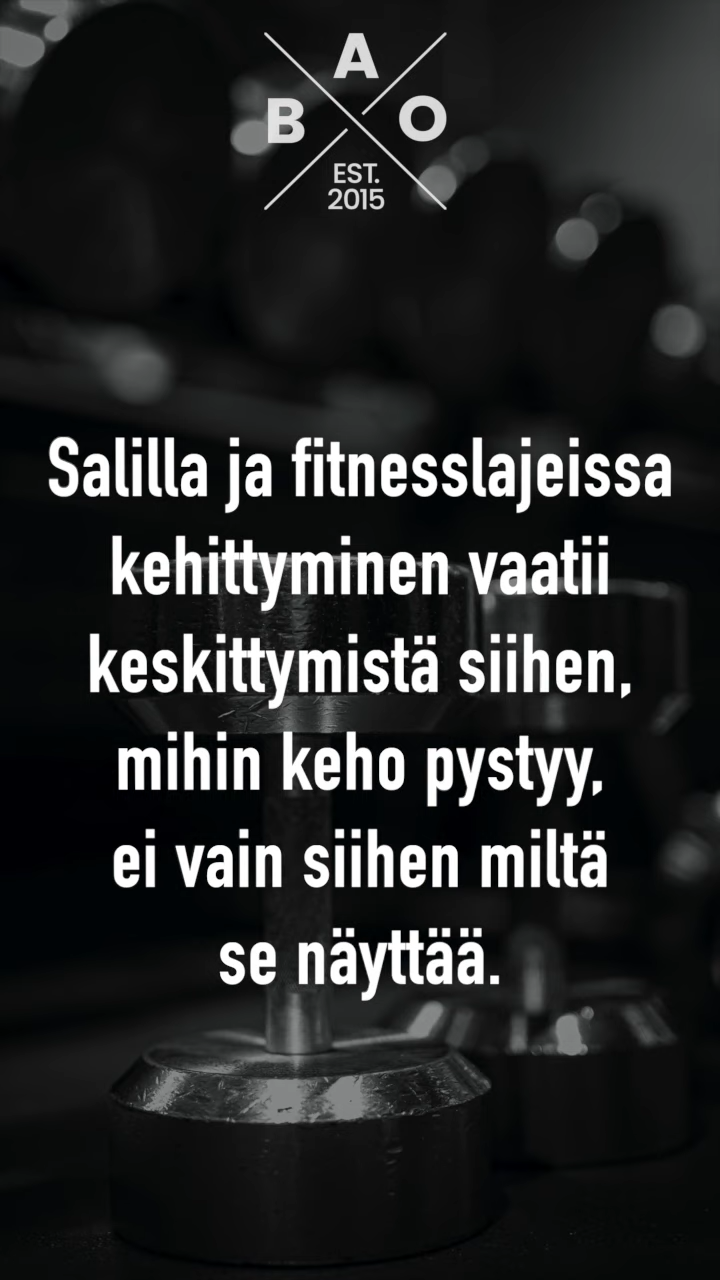 A
B O
EST.
2015
Salilla ja fitnesslajeissa
kehittyminen vaatii
keskittymistä siihen,
mihin keho pystyy,
ei vain siihen miltä
se näyttää.